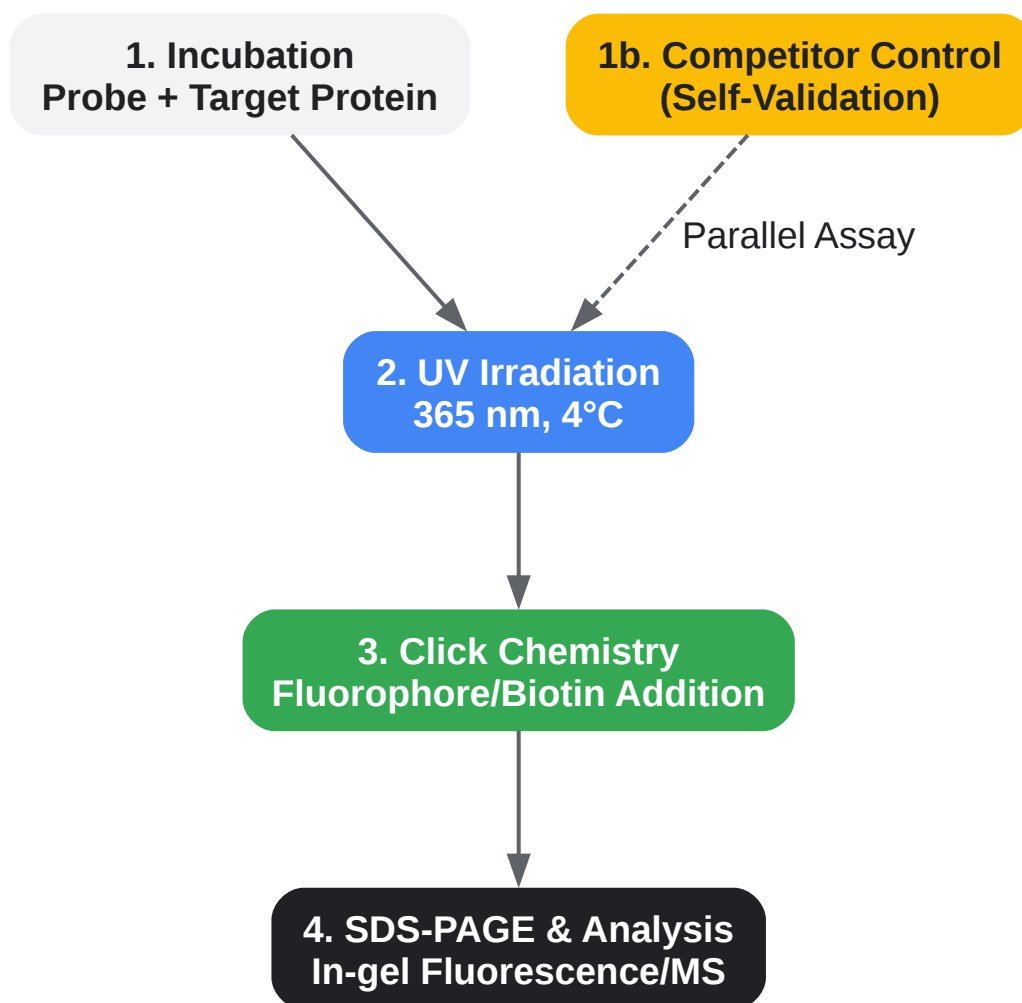 1. Incubation
Probe + Target Protein
1b. Competitor Control
(Self-Validation)
Parallel Assay
2. UV Irradiation
365 nm, 4°C
3. Click Chemistry
Fluorophore/Biotin Addition
4. SDS-PAGE & Analysis
In-gel Fluorescence/MS